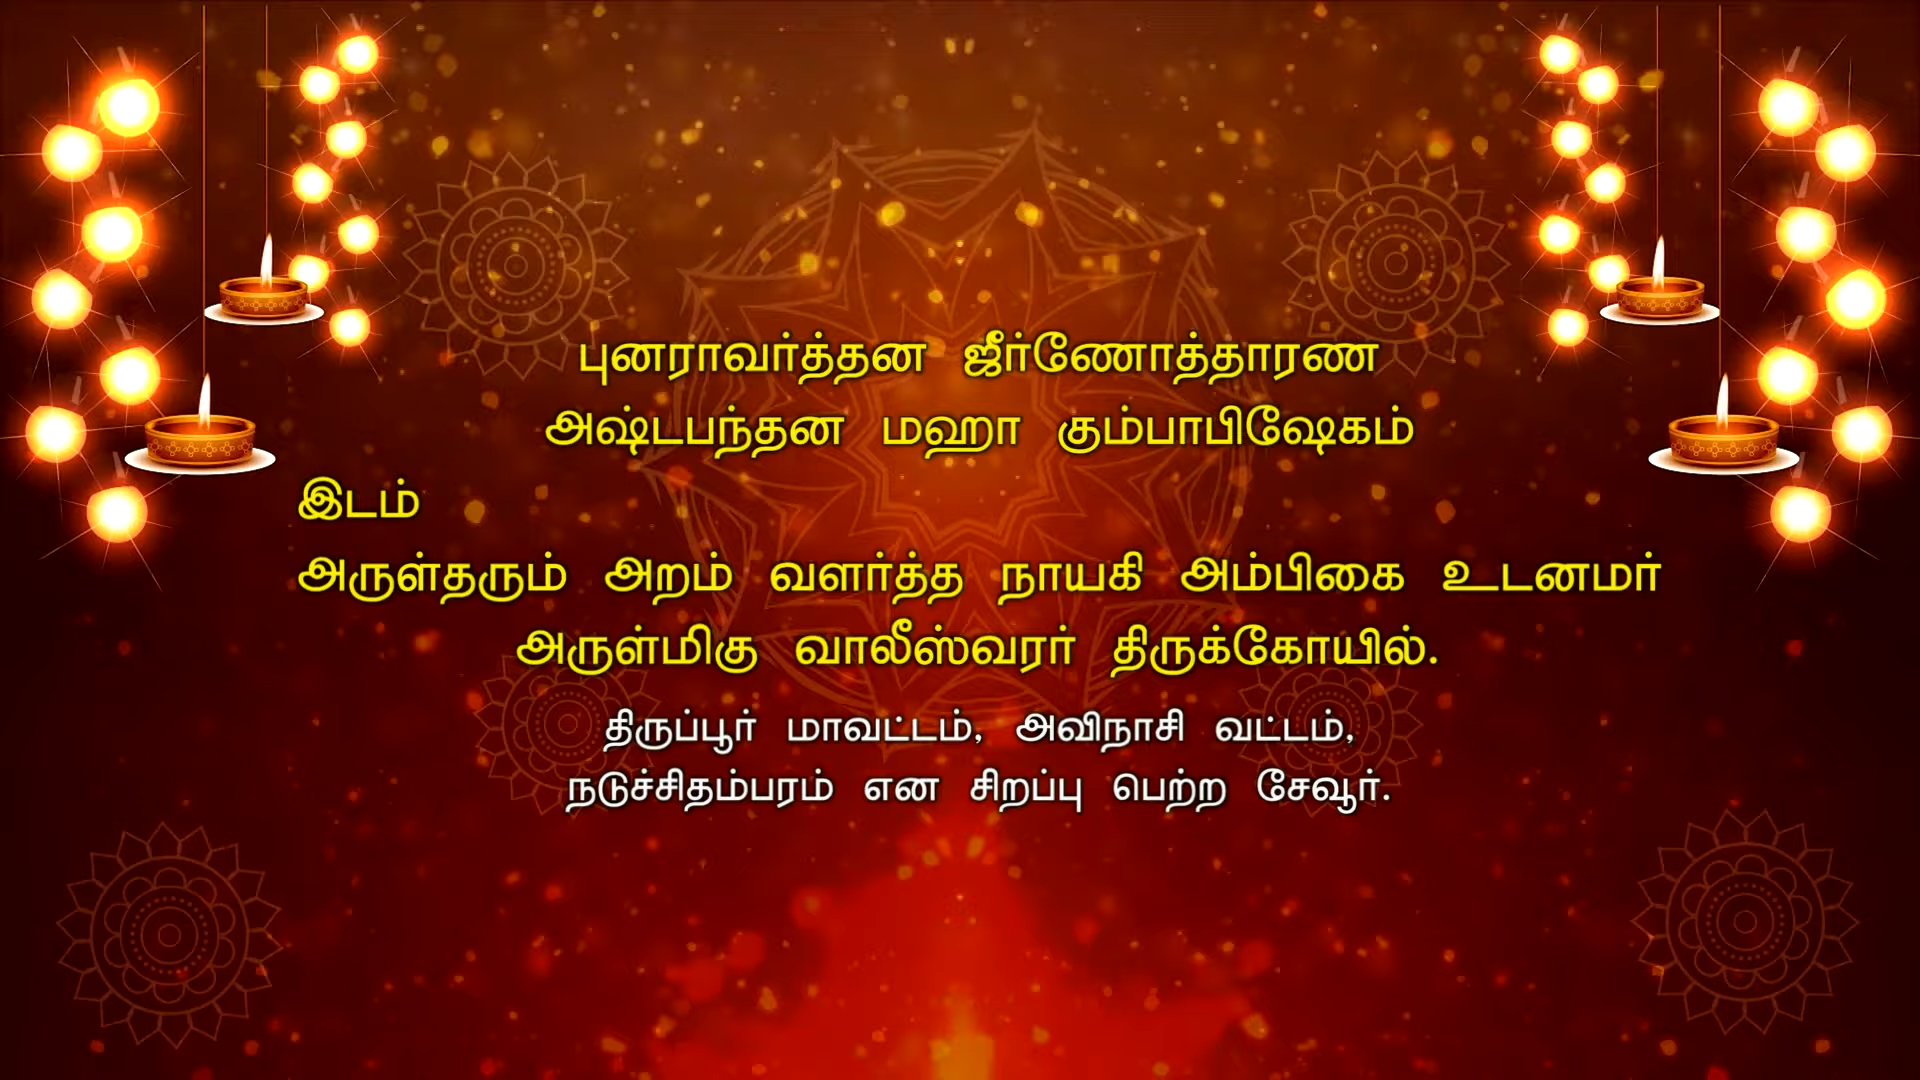 புனராவர்த்தன ஜீர்ணோத்தாரண
அஷ்டபந்தன மஹா கும்பாபிஷேகம்
இடம்
அருள்தரும் அறம் வளர்த்த நாயகி அம்பிகை உடனமர்
அருள்மிகு வாலீஸ்வரர் திருக்கோயில்.
திருப்பூர் மாவட்டம், அவிநாசி வட்டம்,
நடுச்சிதம்பரம் என சிறப்பு பெற்ற சேவூர்.